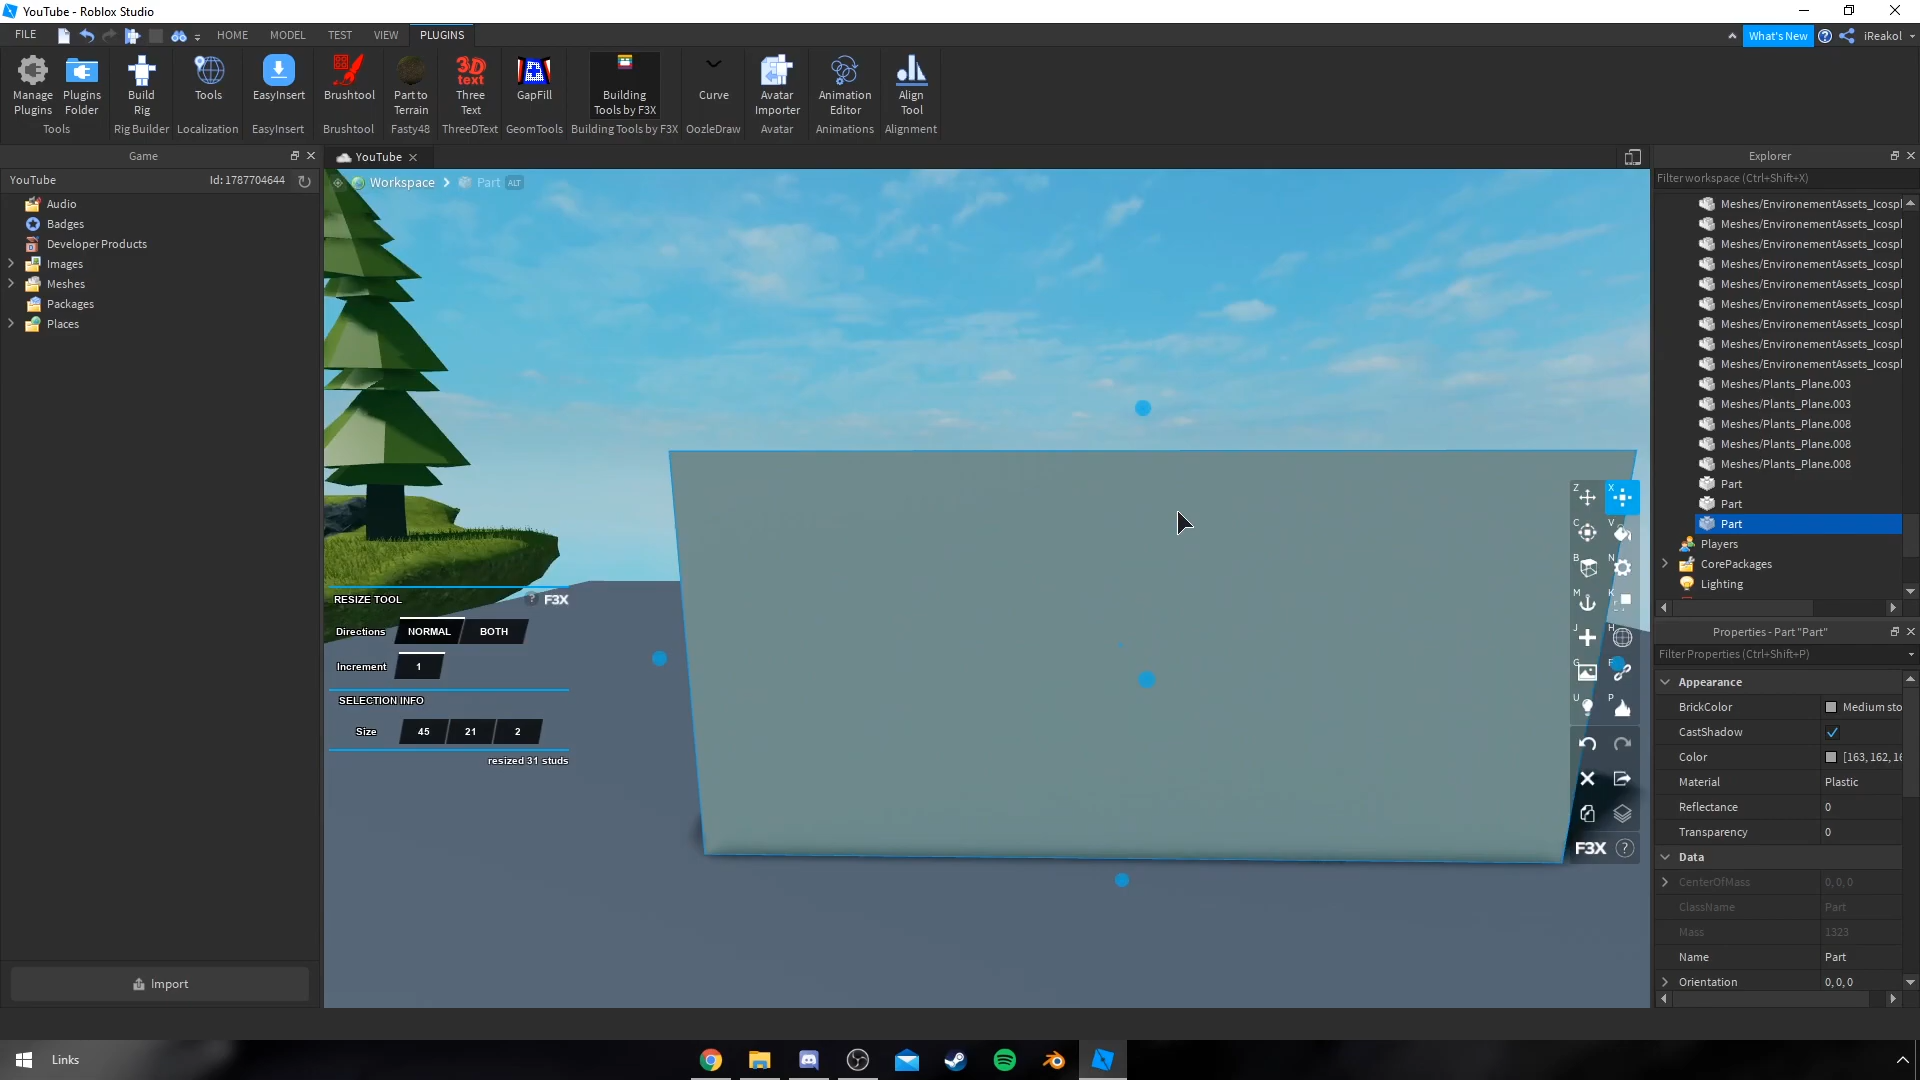 YouTube - Roblox Studio
FILE HOME MODEL TEST VIEW PLUGINS What's New iReakol
Manage Plugins
Plugins Folder
Build Rig
Tools
EasyInsert
Brushtool
Part to Terrain
3D text
Three Text
GapFill
Building Tools by F3X
Curve
Avatar Importer
Animation Editor
Align Tool
Tools Rig Builder Localization EasyInsert Brushtool Fasty48 ThreeDText GeomTools Building Tools by F3X OozleDraw Avatar Animations Alignment
Game
YouTube Id: 1787704644
Audio
Badges
Developer Products
Images
Meshes
Packages
Places
Import
YouTube
Workspace Part ALT
RESIZE TOOL ? F3X
Directions NORMAL BOTH
Increment 1
SELECTION INFO
Size 45 21 2
resized 31 studs
Z X
C V
B N
M K
J H
G F
U P
F3X ?
Explorer
Filter workspace (Ctrl+Shift+X)
Meshes/EnvironementAssets_Icospl
Meshes/EnvironementAssets_Icospl
Meshes/EnvironementAssets_Icospl
Meshes/EnvironementAssets_Icospl
Meshes/EnvironementAssets_Icospl
Meshes/EnvironementAssets_Icospl
Meshes/EnvironementAssets_Icospl
Meshes/EnvironementAssets_Icospl
Meshes/EnvironementAssets_Icospl
Meshes/Plants_Plane.003
Meshes/Plants_Plane.003
Meshes/Plants_Plane.008
Meshes/Plants_Plane.008
Meshes/Plants_Plane.008
Part
Part
Part
Players
CorePackages
Lighting
Properties - Part "Part"
Filter Properties (Ctrl+Shift+P)
Appearance
BrickColor Medium sto
CastShadow
Color [163, 162, 16
Material Plastic
Reflectance 0
Transparency 0
Data
CenterOfMass 0, 0, 0
ClassName Part
Mass 1323
Name Part
Orientation 0, 0, 0
Links